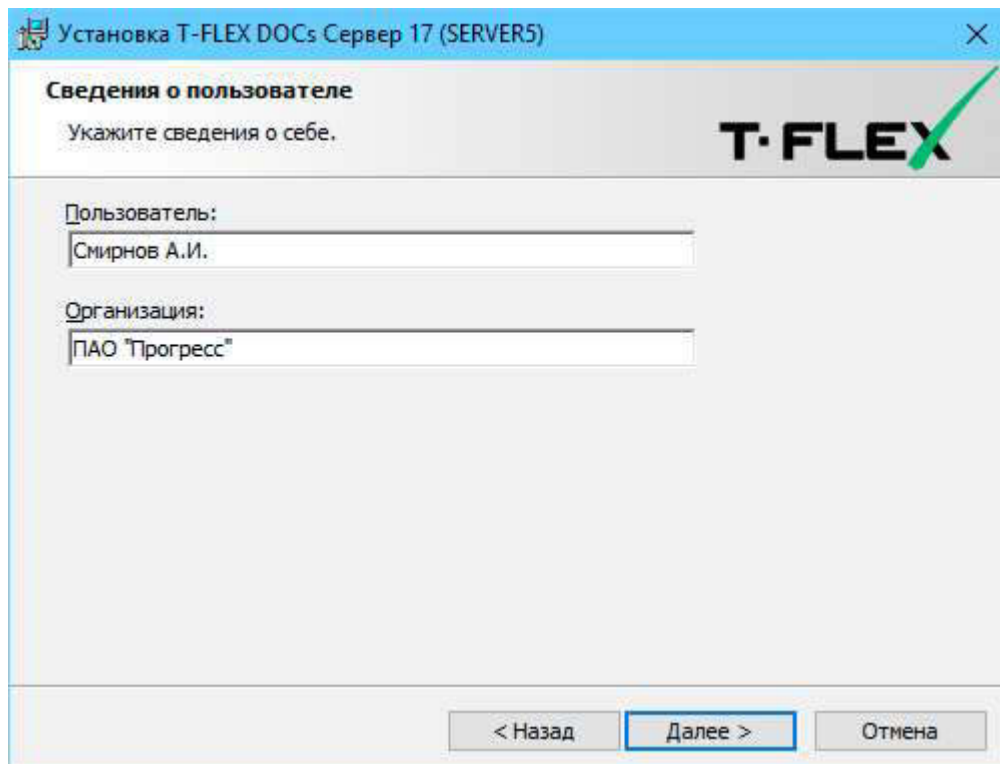 Установка T-FLEX DOCs Сервер 17 (SERVER5)
Сведения о пользователе
Укажите сведения о себе.
T·FLEX
Пользователь:
Смирнов А.И.
Организация:
ПАО "Прогресс"
< Назад
Далее >
Отмена